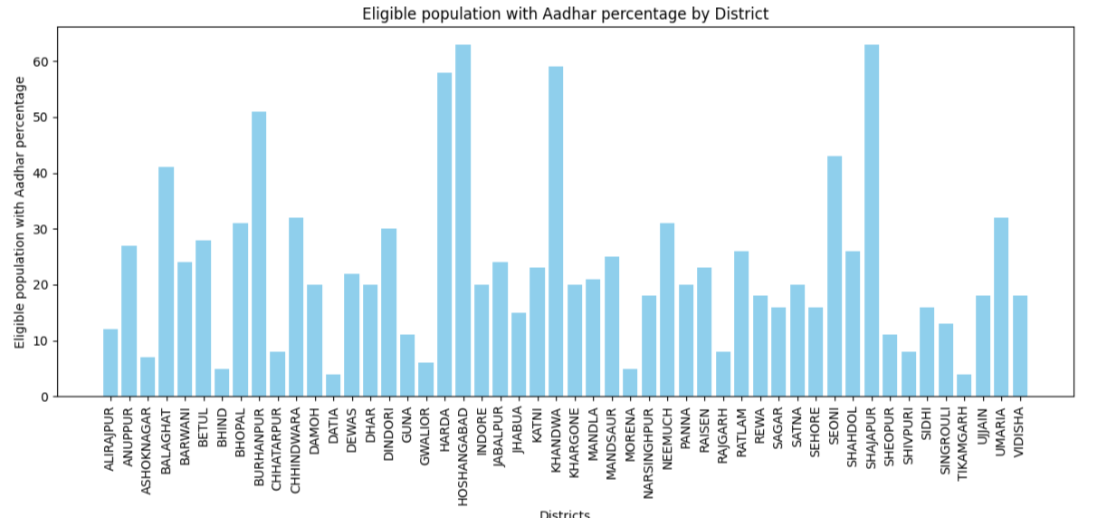 Eligible population with Aadhar percentage by District
Eligible population with Aadhar percentage
60
50
40
30
20
10
0
ALIRAJPUR
ANUPPUR
ASHOKNAGAR
BALAGHAT
BARWANI
BETUL
BHIND
BHOPAL
BURHANPUR
CHHATARPUR
CHHINDWARA
DAMOH
DATIA
DEWAS
DHAR
DINDORI
GUNA
GWALIOR
HARDA
HOSHANGABAD
INDORE
JABALPUR
JHABUA
KATNI
KHANDWA
KHARGONE
MANDLA
MANDSAUR
MORENA
NARSINGHPUR
NEEMUCH
PANNA
RAISEN
RAJGARH
RATLAM
REWA
SAGAR
SATNA
SEHORE
SEONI
SHAHDOL
SHAJAPUR
SHEOPUR
SHIVPURI
SIDHI
SINGROULI
TIKAMGARH
UJJAIN
UMARIA
VIDISHA
Districts